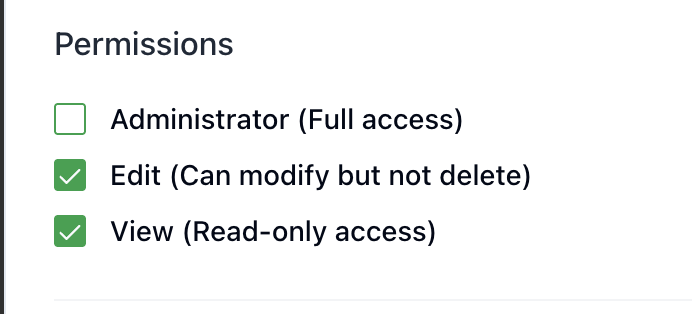 Permissions
Administrator (Full access)
Edit (Can modify but not delete)
View (Read-only access)